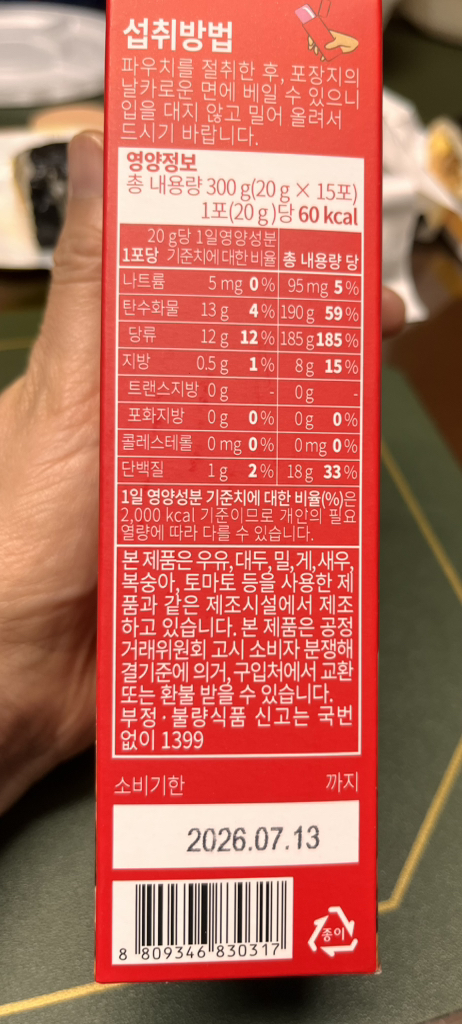 섭취방법
파우치를 절취한 후, 포장지의
날카로운 면에 베일 수 있으니
입을 대지 않고 밀어 올려서
드시기 바랍니다.
영양정보
총 내용량 300 g(20 g × 15포)
1포(20 g)당 60 kcal
20 g당 1일영양성분
1포당 기준치에 대한 비율 총 내용량 당
나트륨 5 mg 0 % 95 mg 5 %
탄수화물 13 g 4 % 190 g 59 %
당류 12 g 12 % 185 g 185 %
지방 0.5 g 1 % 8 g 15 %
트랜스지방 0 g - 0 g -
포화지방 0 g 0 % 0 g 0 %
콜레스테롤 0 mg 0 % 0 mg 0 %
단백질 1 g 2 % 18 g 33 %
1일 영양성분 기준치에 대한 비율(%)은
2,000 kcal 기준이므로 개인의 필요
열량에 따라 다를 수 있습니다.
본 제품은 우유, 대두, 밀, 게, 새우,
복숭아, 토마토 등을 사용한 제
품과 같은 제조시설에서 제조
하고 있습니다. 본 제품은 공정
거래위원회 고시 소비자 분쟁해
결기준에 의거, 구입처에서 교환
또는 환불 받을 수 있습니다.
부정·불량식품 신고는 국번
없이 1399
소비기한 까지
2026.07.13
8 809346 830317
종이